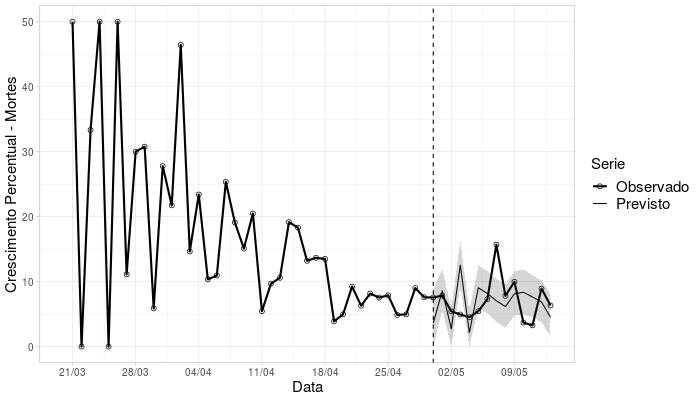 50
40
30
20
10
0
Crescimento Percentual - Mortes
21/03 28/03 04/04 11/04 18/04 25/04 02/05 09/05
Data
Serie
Observado
Previsto